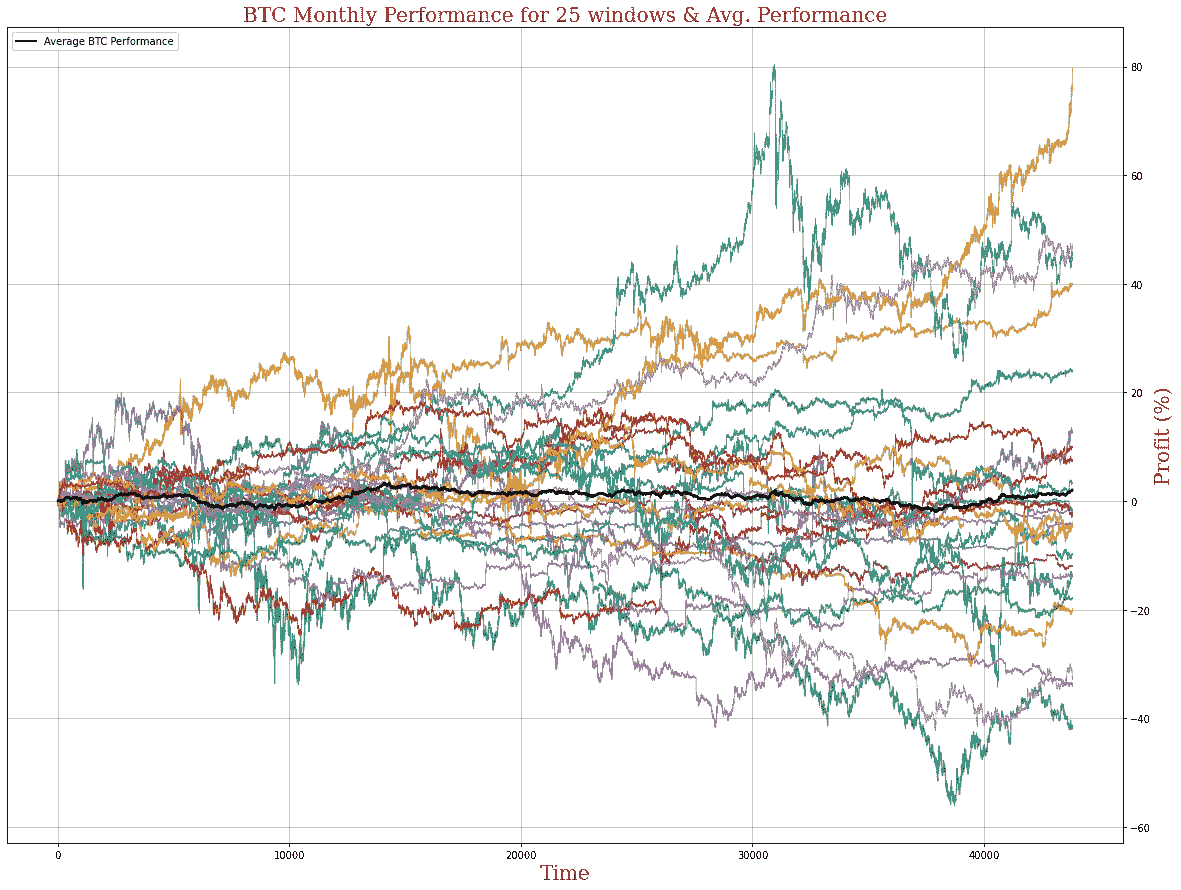 BTC Monthly Performance for 25 windows & Avg. Performance
Average BTC Performance
80
60
40
20
0
−20
−40
−60
Profit (%)
0 10000 20000 30000 40000
Time